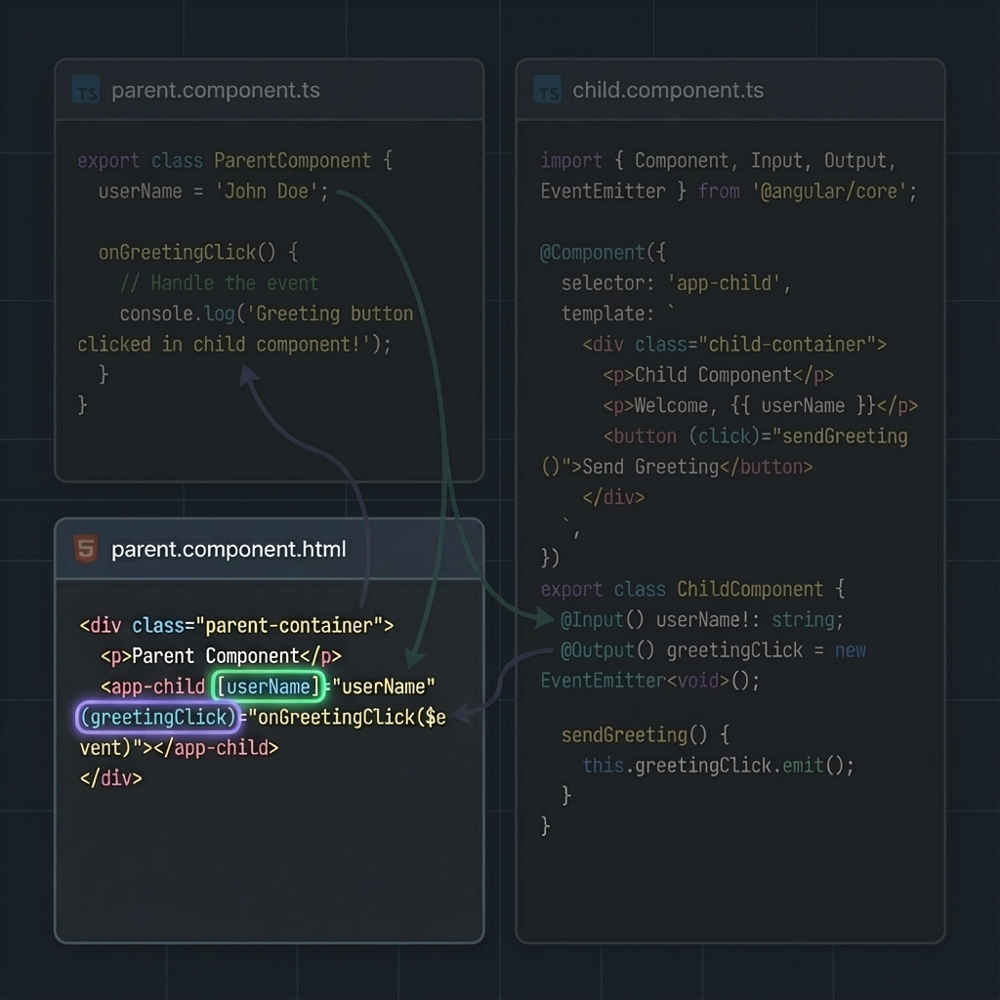 TS parent.component.ts
export class ParentComponent {
userName = 'John Doe';
onGreetingClick() {
// Handle the event
console.log('Greeting button
clicked in child component!');
}
}
5 parent.component.html
<div class="parent-container">
<p>Parent Component</p>
<app-child [userName]="userName"
(greetingClick)="onGreetingClick($e
vent)"></app-child>
</div>
TS child.component.ts
import { Component, Input, Output,
EventEmitter } from '@angular/core';
@Component({
selector: 'app-child',
template: `
<div class="child-container">
<p>Child Component</p>
<p>Welcome, {{ userName }}</p>
<button (click)="sendGreeting
()">Send Greeting</button>
</div>
`,
})
export class ChildComponent {
@Input() userName!: string;
@Output() greetingClick = new
EventEmitter<void>();
sendGreeting() {
this.greetingClick.emit();
}
}